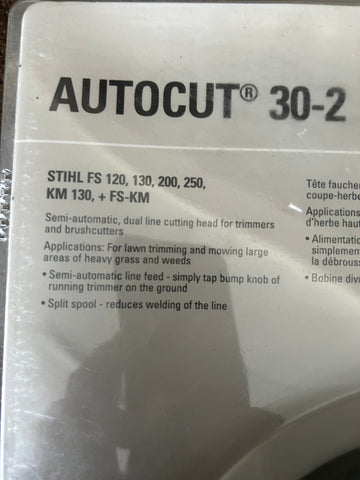 AUTOCUT® 30-2
STIHL FS 120, 130, 200, 250,
KM 130, + FS-KM
Semi-automatic, dual line cutting head for trimmers
and brushcutters
Applications: For lawn trimming and mowing large
areas of heavy grass and weeds
• Semi-automatic line feed - simply tap bump knob of
running trimmer on the ground
• Split spool - reduces welding of the line
Tête fauche
coupe-herbe
Applications
d'herbe haut
• Alimentatio
simplement
la débrous
• Bobine divi